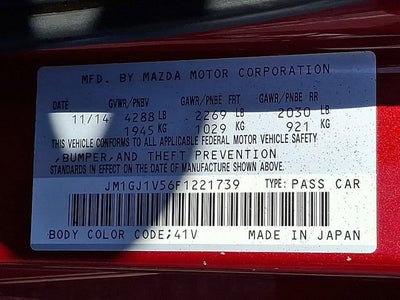 MFD. BY MAZDA MOTOR CORPORATION
DATE GVWR/PNBV GAWR/PNBE FRT GAWR/PNBE RR
11/14 4288 LB 2269 LB 2030 LB
1945 KG 1029 KG 921 KG
THIS VEHICLE CONFORMS TO ALL APPLICABLE FEDERAL MOTOR VEHICLE SAFETY
,BUMPER,AND THEFT PREVENTION
STANDARDS IN EFFECT ON THE DATE OF MANUFACTURE SHOWN ABOVE.
JM1GJ1V56F1221739 TYPE: PASS CAR
BODY COLOR CODE;41V MADE IN JAPAN